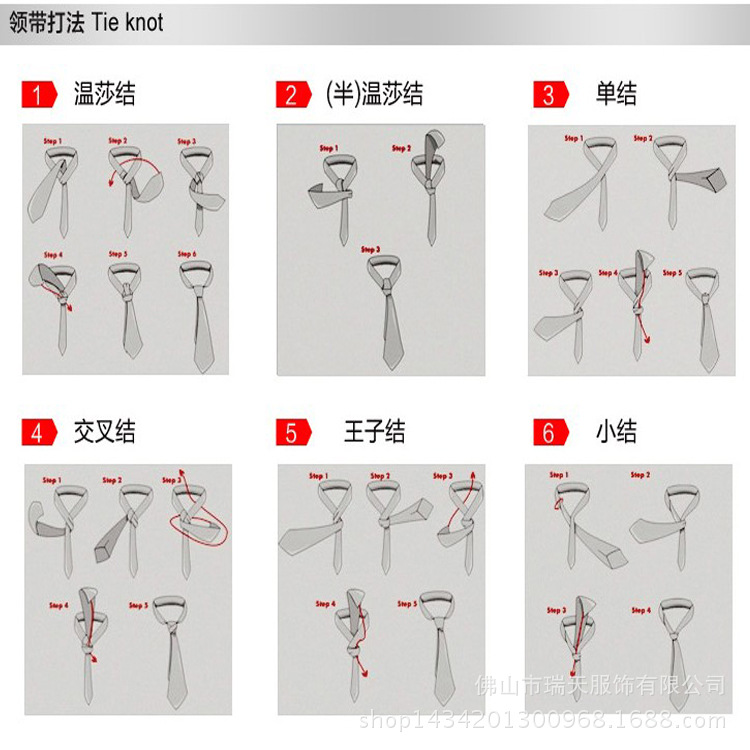 领带打法 Tie knot
1 温莎结
2 (半)温莎结
3 单结
Step 1 Step 2 Step 3
Step 4 Step 5 Step 6
Step 1 Step 2
Step 3
Step 1 Step 2
Step 3 Step 4 Step 5
4 交叉结
5 王子结
6 小结
Step 1 Step 2 Step 3
Step 4 Step 5
Step 1 Step 2 Step 3
Step 4 Step 5
Step 1 Step 2
Step 3 Step 4
佛山市瑞天服饰有限公司
shop1434201300968.1688.com